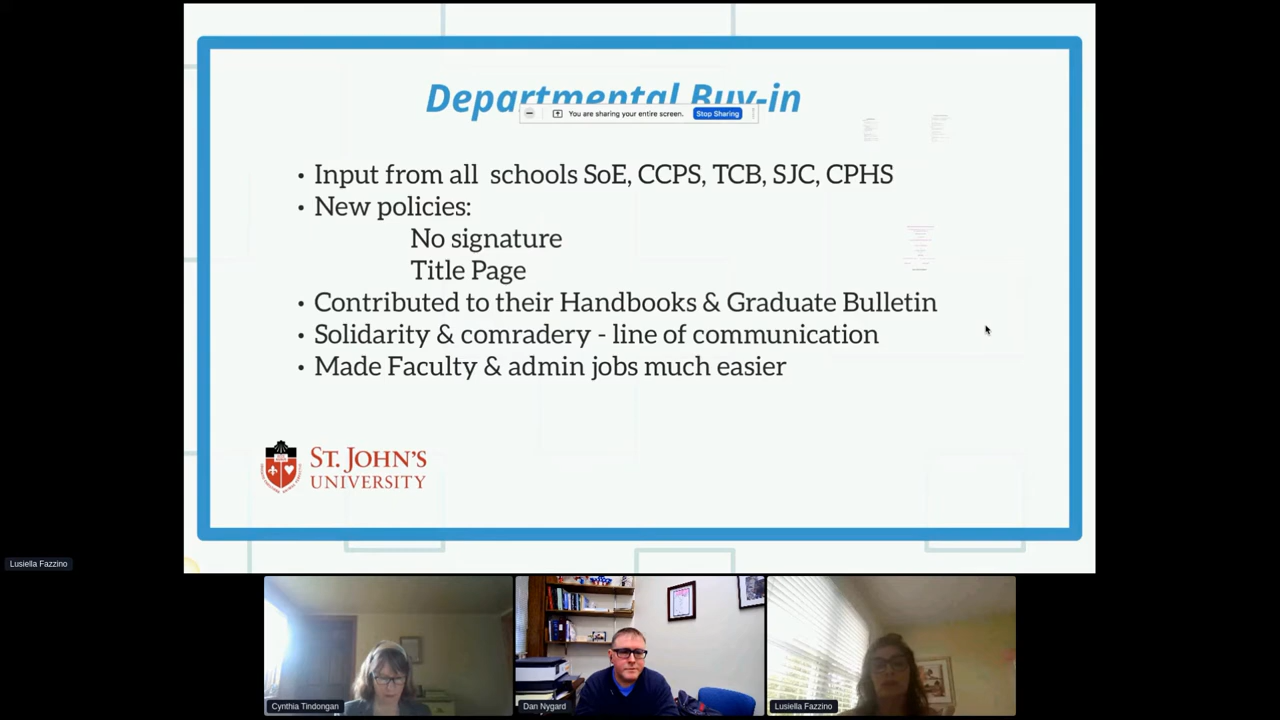 Departmental Buy-in
You are sharing your entire screen. Stop Sharing
• Input from all schools SoE, CCPS, TCB, SJC, CPHS
• New policies:
No signature
Title Page
• Contributed to their Handbooks & Graduate Bulletin
• Solidarity & comradery - line of communication
• Made Faculty & admin jobs much easier
ST. JOHN'S
UNIVERSITY
Lusiella Fazzino
Cynthia Tindongan
Dan Nygard
Lusiella Fazzino